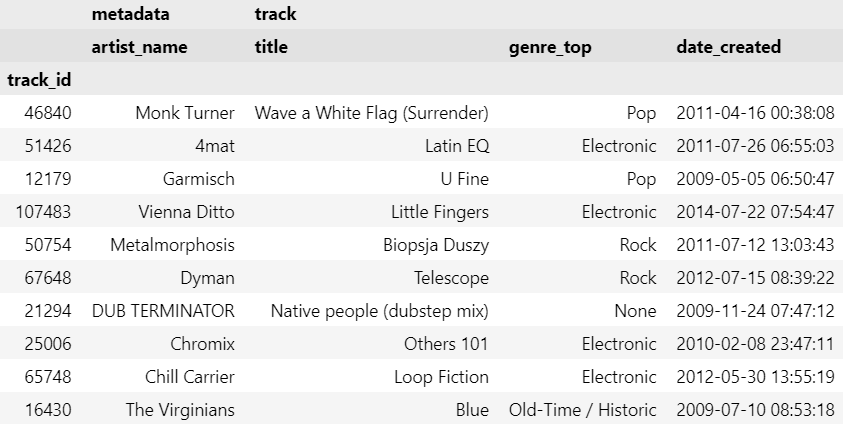 metadata track
artist_name title genre_top date_created
track_id
46840 Monk Turner Wave a White Flag (Surrender) Pop 2011-04-16 00:38:08
51426 4mat Latin EQ Electronic 2011-07-26 06:55:03
12179 Garmisch U Fine Pop 2009-05-05 06:50:47
107483 Vienna Ditto Little Fingers Electronic 2014-07-22 07:54:47
50754 Metalmorphosis Biopsja Duszy Rock 2011-07-12 13:03:43
67648 Dyman Telescope Rock 2012-07-15 08:39:22
21294 DUB TERMINATOR Native people (dubstep mix) None 2009-11-24 07:47:12
25006 Chromix Others 101 Electronic 2010-02-08 23:47:11
65748 Chill Carrier Loop Fiction Electronic 2012-05-30 13:55:19
16430 The Virginians Blue Old-Time / Historic 2009-07-10 08:53:18